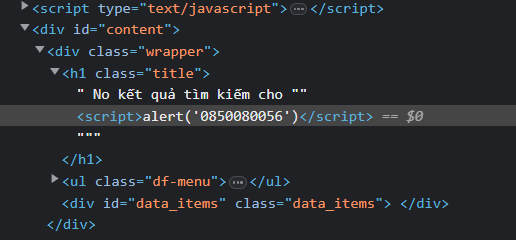 <script type="text/javascript">⋯</script>
<div id="content">
<div class="wrapper">
<h1 class="title">
" No kết quả tìm kiếm cho ""
<script>alert('0850080056')</script> == $0
"""
</h1>
<ul class="df-menu">⋯</ul>
<div id="data_items" class="data_items"> </div>
</div>